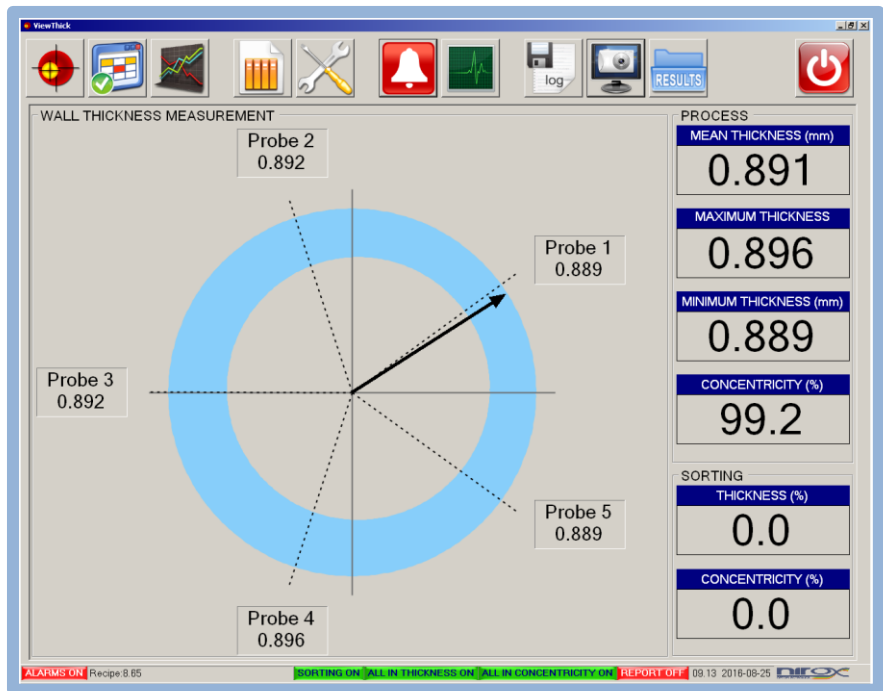 ViewThick
log
RESULTS
WALL THICKNESS MEASUREMENT
Probe 2
0.892
Probe 1
0.889
Probe 3
0.892
Probe 5
0.889
Probe 4
0.896
PROCESS
MEAN THICKNESS (mm)
0.891
MAXIMUM THICKNESS
0.896
MINIMUM THICKNESS (mm)
0.889
CONCENTRICITY (%)
99.2
SORTING
THICKNESS (%)
0.0
CONCENTRICITY (%)
0.0
ALARMS ON Recipe:8.65 SORTING ON ALL IN THICKNESS ON ALL IN CONCENTRICITY ON REPORT OFF 09.13 2016-08-25 nirox